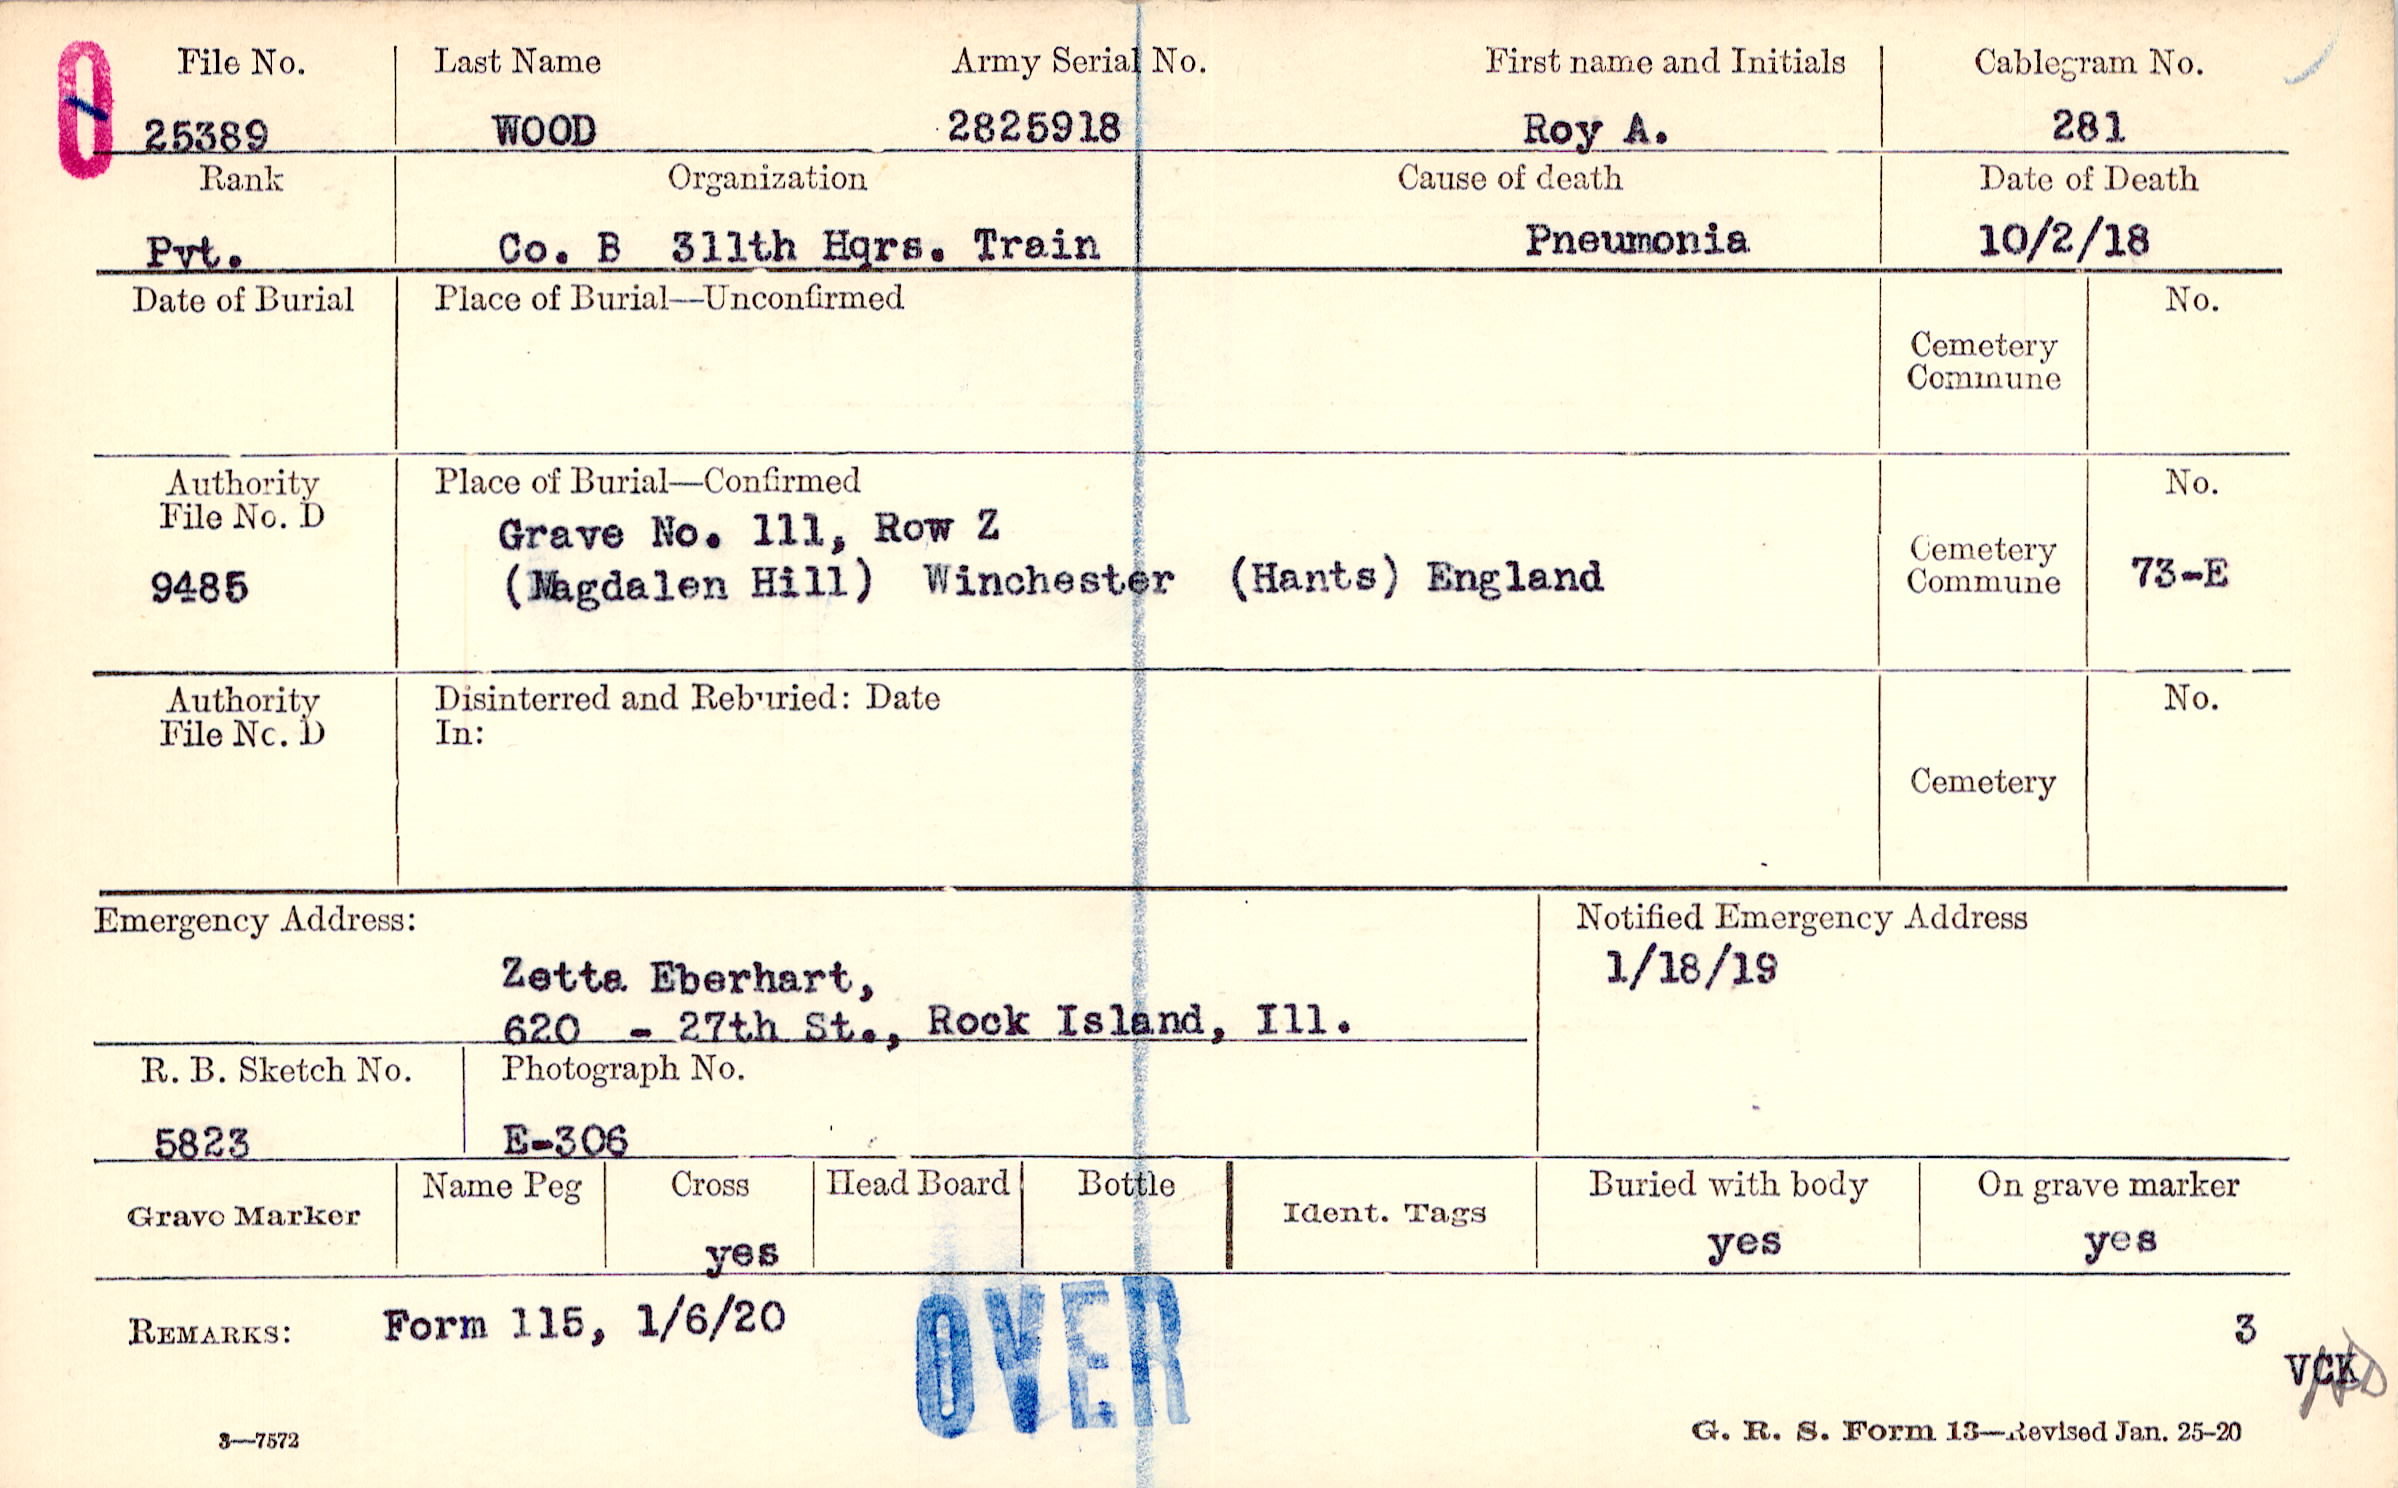 0
File No. Last Name Army Serial No. First name and Initials Cablegram No.
25389 WOOD 2825918 Roy A. 281
Rank Organization Cause of death Date of Death
Pvt. Co. B 311th Hqrs. Train Pneumonia 10/2/18
Date of Burial Place of Burial—Unconfirmed No.
Cemetery
Commune
Authority Place of Burial—Confirmed No.
File No. D
Grave No. 111, Row Z
9485 (Magdalen Hill) Winchester (Hants) England Cemetery Commune 73-E
Authority Disinterred and Reburied: Date No.
File No. D In:
Cemetery
Emergency Address: Notified Emergency Address
Zetta Eberhart, 1/18/19
620 - 27th St., Rock Island, Ill.
R. B. Sketch No. Photograph No.
5823 E-306
Grave Marker Name Peg Cross Head Board Bottle Ident. Tags Buried with body On grave marker
yes yes yes
REMARKS: Form 115, 1/6/20 3
VCK
OVER
3—7572 G. R. S. Form 13—Revised Jan. 25-20